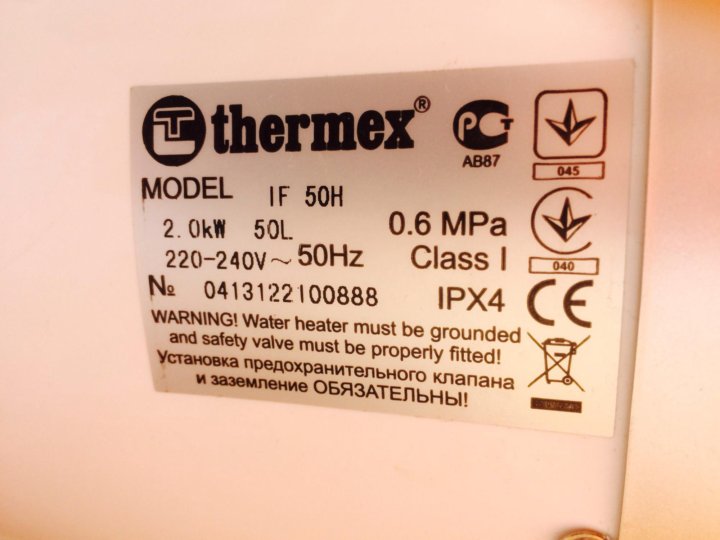 thermex®
AB87
045
MODEL IF 50H
2.0kW 50L 0.6 MPa
040
220-240V~50Hz Class I
№ 0413122100888 IPX4 CE
WARNING! Water heater must be grounded
and safety valve must be properly fitted!
Установка предохранительного клапана
и заземление ОБЯЗАТЕЛЬНЫ!